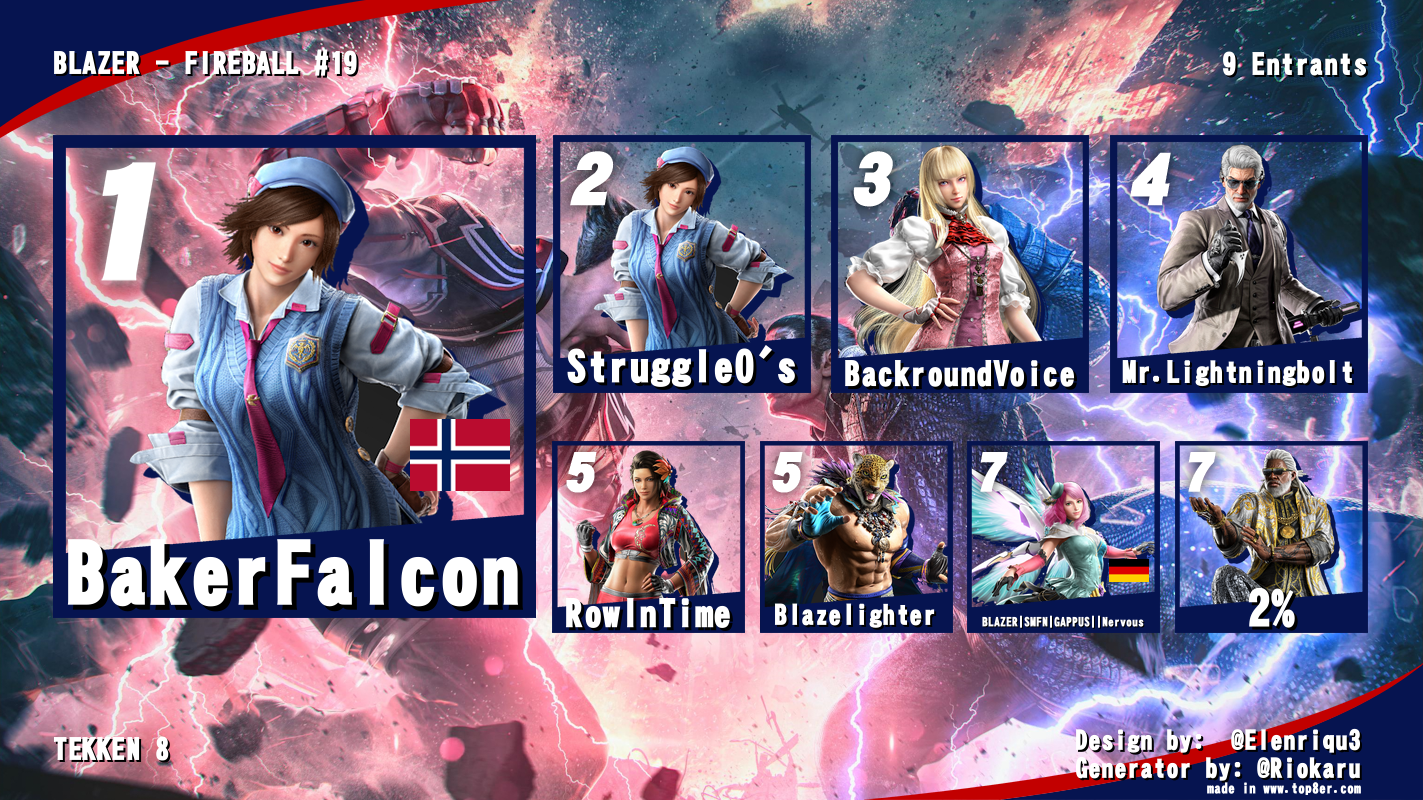 BLAZER - FIREBALL #19
9 Entrants
1
BakerFalcon
2
StruggleO's
3
BackroundVoice
4
Mr.Lightningbolt
5
RowInTime
5
Blazelighter
7
BLAZER|SMFN|GAPPUS||Nervous
7
2%
TEKKEN 8
Design by: @Elenriqu3
Generator by: @Riokaru
made in www.top8er.com